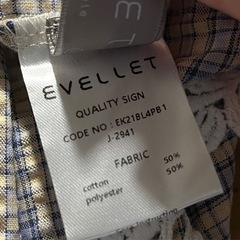 EVELLET
QUALITY SIGN
CODE NO : EK21BL4PB1
J-2941
FABRIC
cotton 50%
polyester 50%